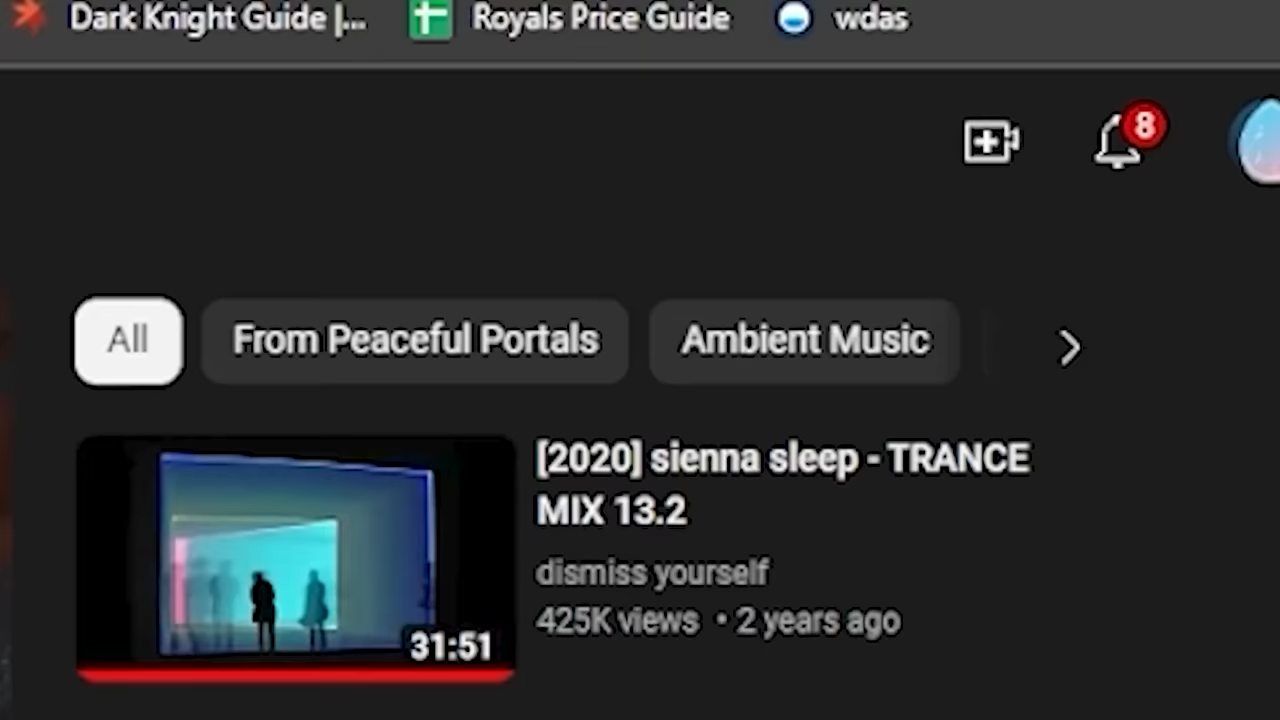 Dark Knight Guide |... Royals Price Guide wdas
8
All From Peaceful Portals Ambient Music
[2020] sienna sleep - TRANCE
MIX 13.2
dismiss yourself
425K views • 2 years ago
31:51